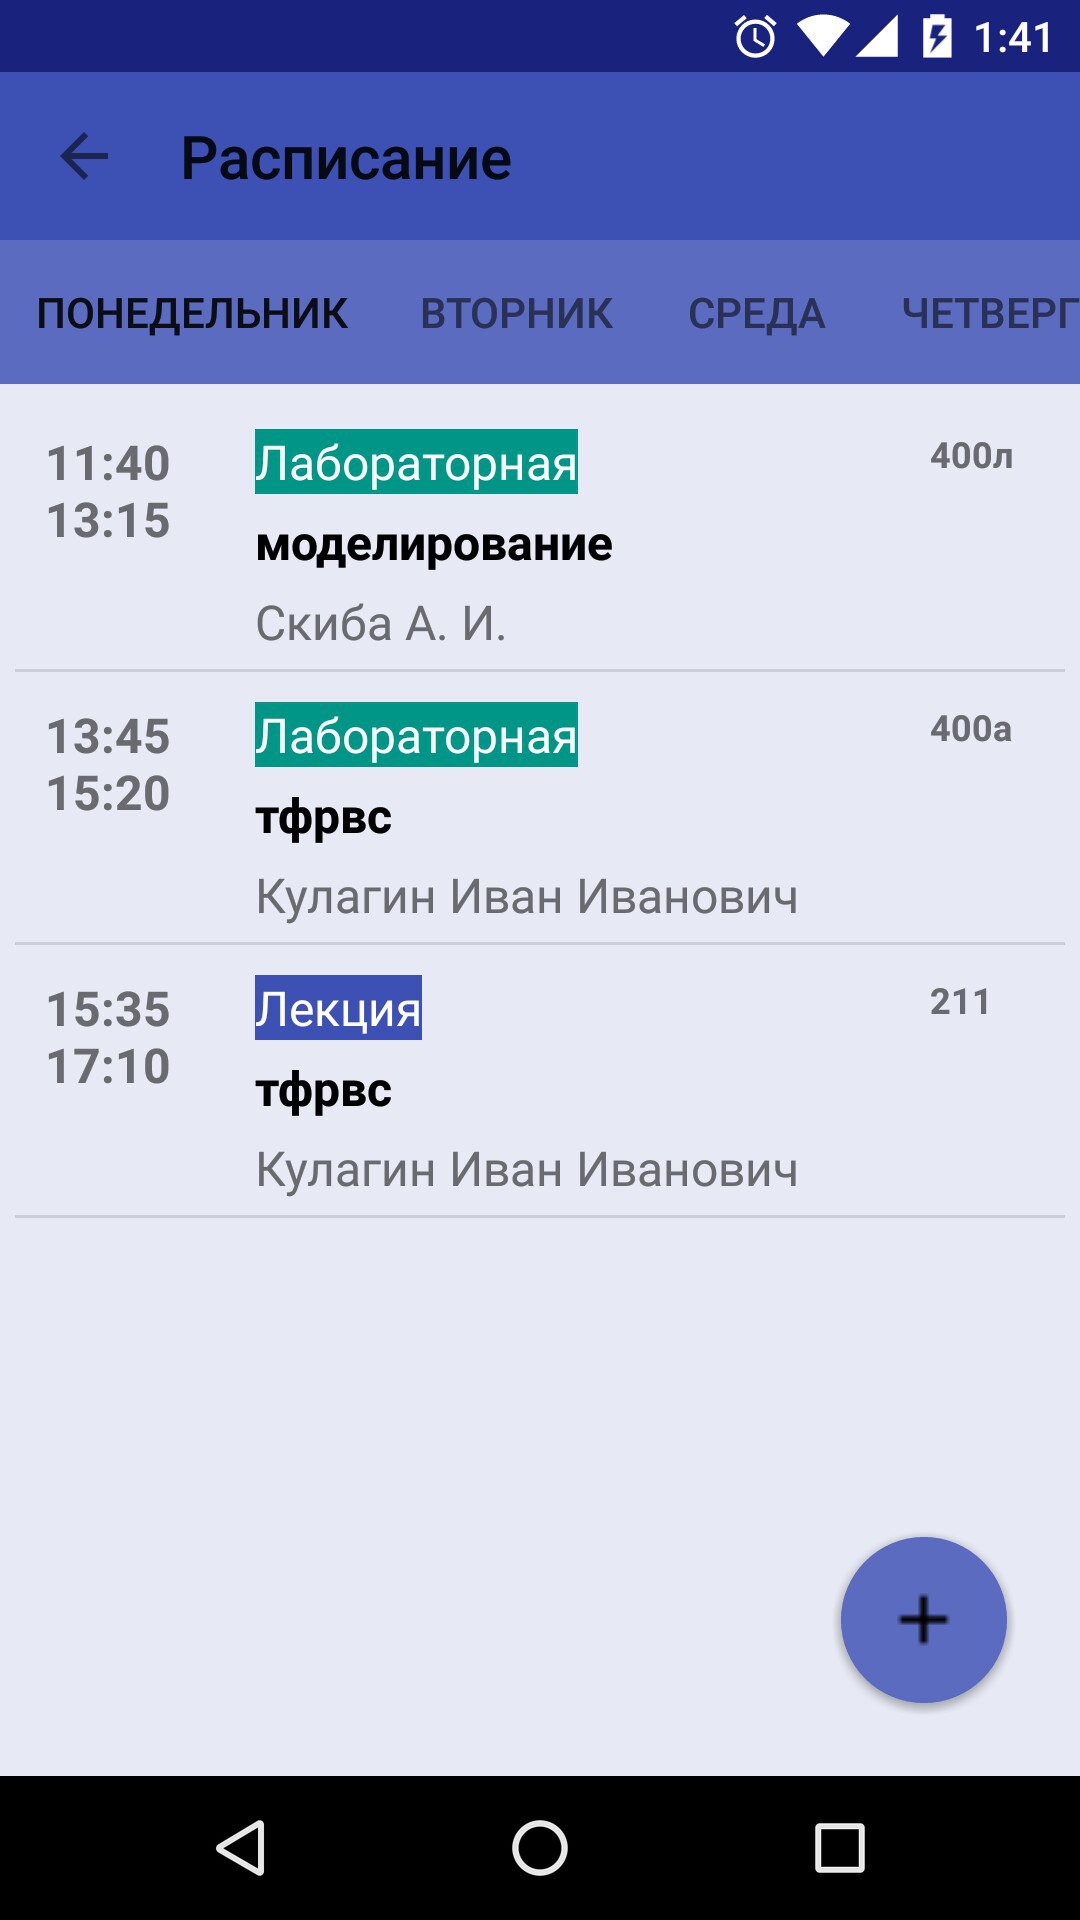 1:41
Расписание
ПОНЕДЕЛЬНИК ВТОРНИК СРЕДА ЧЕТВЕРГ
11:40 Лабораторная 400л
13:15
моделирование
Скиба А. И.
13:45 Лабораторная 400а
15:20
тфрвс
Кулагин Иван Иванович
15:35 Лекция 211
17:10
тфрвс
Кулагин Иван Иванович